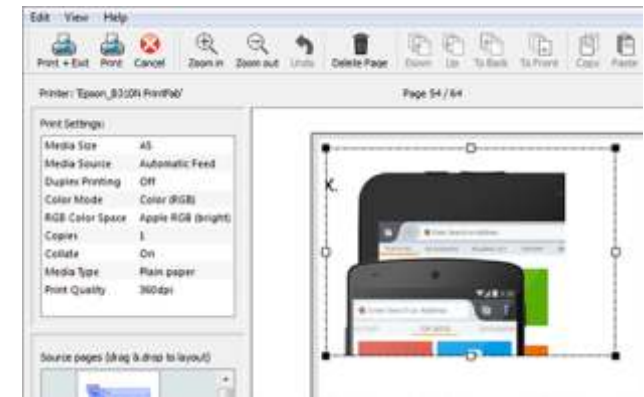 Edit View Help
Print + Exit Print Cancel Zoom in Zoom out Undo Delete Page Down Up To Back To Front Copy Paste
Printer: 'Epson_B310N PrintFab'
Page 54 / 64
Print Settings:
Media Size A5
Media Source Automatic Feed
Duplex Printing Off
Color Mode Color (RGB)
RGB Color Space Apple RGB (bright)
Copies 1
Collate On
Media Type Plain paper
Print Quality 360dpi
X.
Source pages (drag & drop to layout)